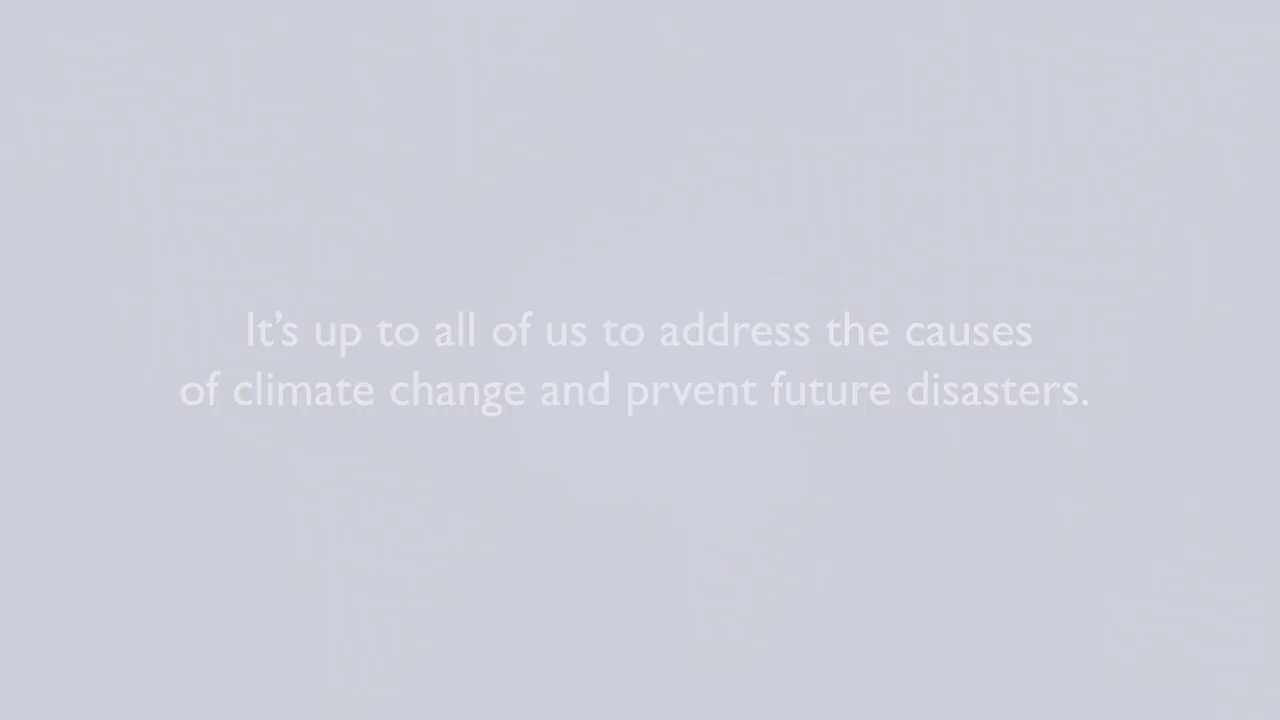 It’s up to all of us to address the causes
of climate change and prvent future disasters.